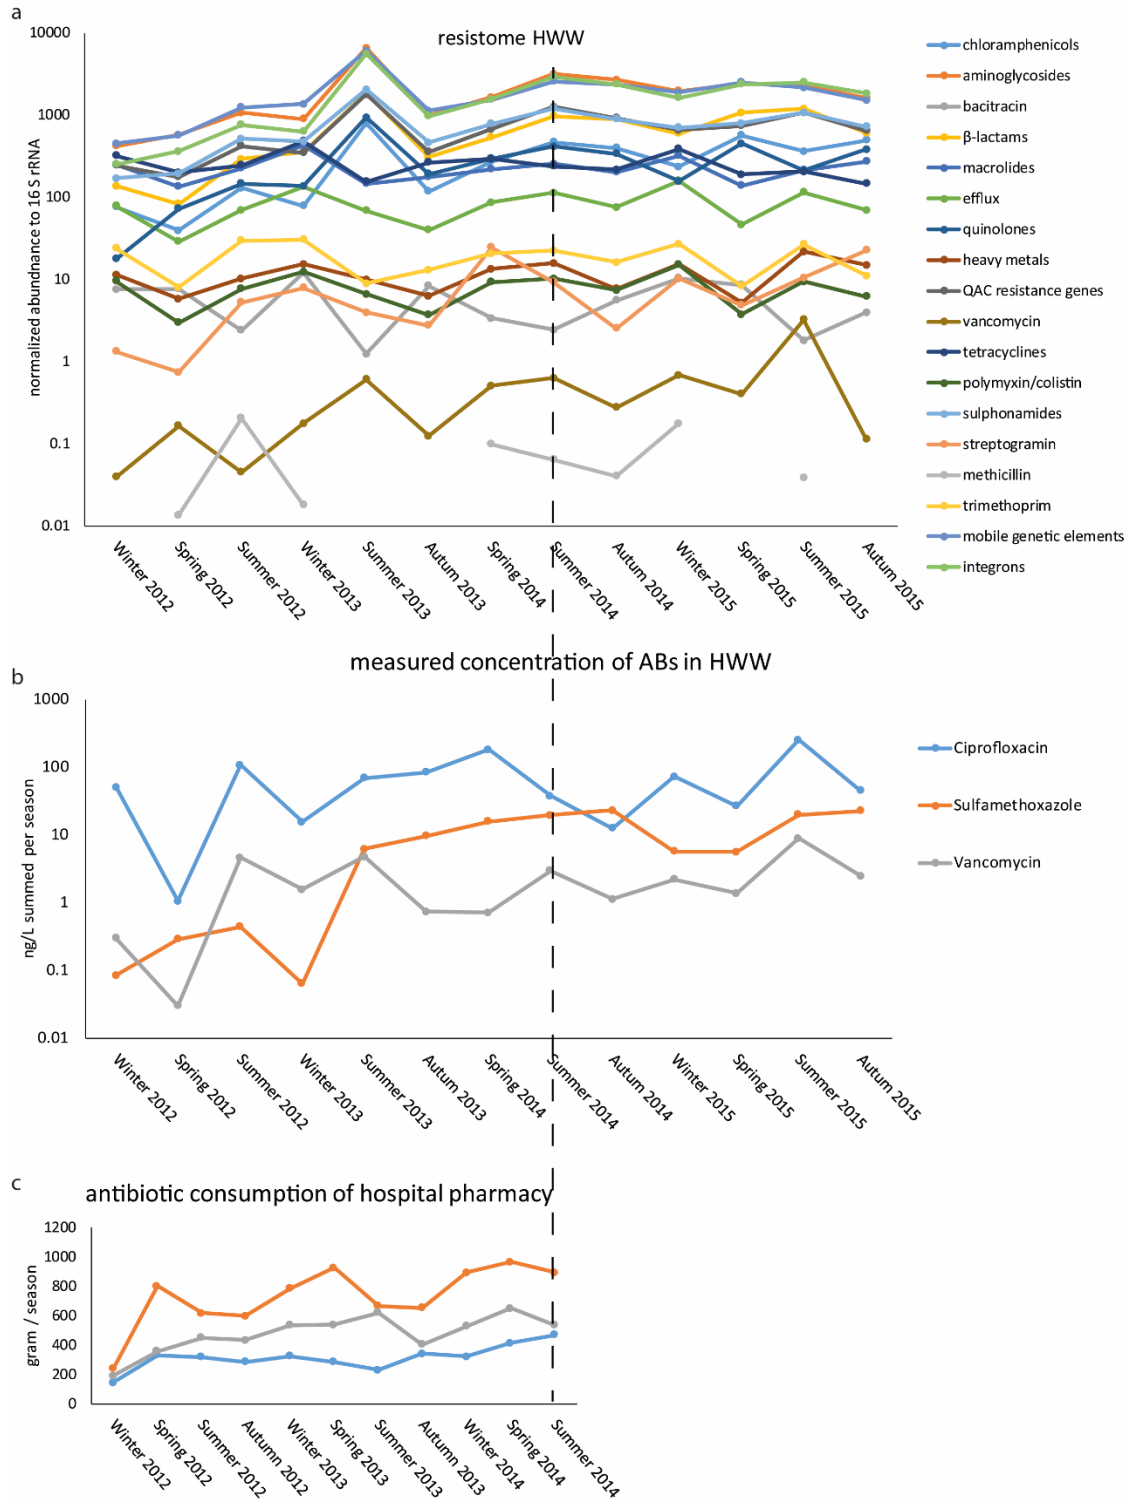 a
resistome HWW
normalized abundnance to 16 S rRNA
10000
1000
100
10
1
0.1
0.01
Winter 2012
Spring 2012
Summer 2012
Winter 2013
Summer 2013
Autum 2013
Spring 2014
Summer 2014
Autum 2014
Winter 2015
Spring 2015
Summer 2015
Autum 2015
chloramphenicols
aminoglycosides
bacitracin
β-lactams
macrolides
efflux
quinolones
heavy metals
QAC resistance genes
vancomycin
tetracyclines
polymyxin/colistin
sulphonamides
streptogramin
methicillin
trimethoprim
mobile genetic elements
integrons
b
measured concentration of ABs in HWW
ng/L summed per season
1000
100
10
1
0.1
0.01
Winter 2012
Spring 2012
Summer 2012
Winter 2013
Summer 2013
Autum 2013
Spring 2014
Summer 2014
Autum 2014
Winter 2015
Spring 2015
Summer 2015
Autum 2015
Ciprofloxacin
Sulfamethoxazole
Vancomycin
c
antibiotic consumption of hospital pharmacy
gram / season
1200
1000
800
600
400
200
0
Winter 2012
Spring 2012
Summer 2012
Autumn 2012
Winter 2013
Spring 2013
Summer 2013
Autumn 2013
Winter 2014
Spring 2014
Summer 2014